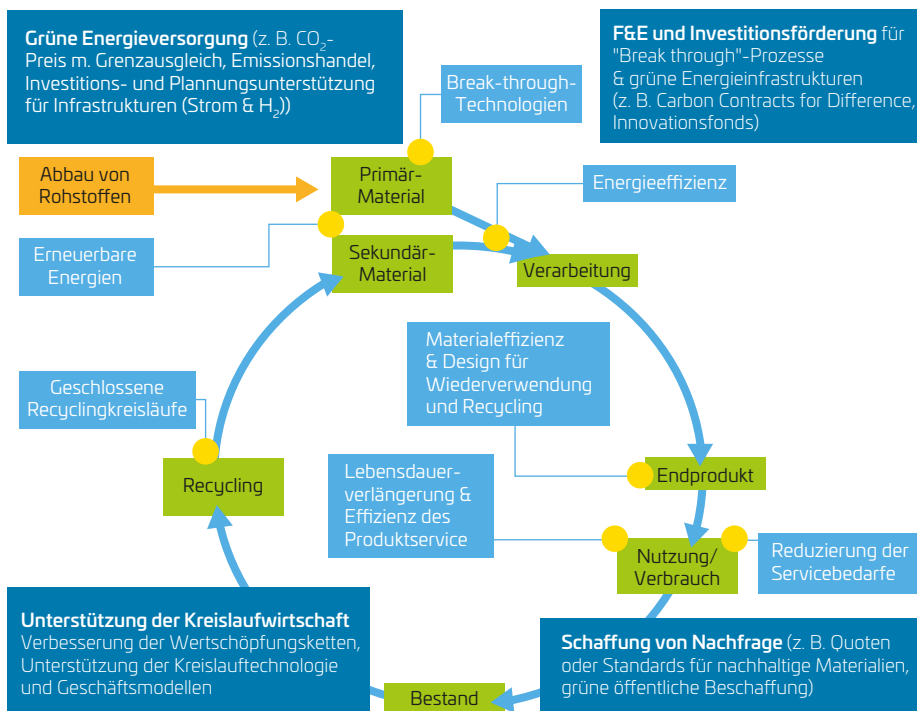 Grüne Energieversorgung (z. B. CO₂-
Preis m. Grenzausgleich, Emissionshandel,
Investitions- und Plannungsunterstützung
für Infrastrukturen (Strom & H₂))
F&E und Investitionsförderung für
"Break through"-Prozesse
& grüne Energieinfrastrukturen
(z. B. Carbon Contracts for Difference,
Innovationsfonds)
Break-through-
Technologien
Abbau von
Rohstoffen
Primär-
Material
Energieeffizienz
Erneuerbare
Energien
Sekundär-
Material
Verarbeitung
Materialeffizienz
& Design für
Wiederverwendung
und Recycling
Geschlossene
Recyclingkreisläufe
Recycling
Lebensdauer-
verlängerung &
Effizienz des
Produktservice
Endprodukt
Nutzung/
Verbrauch
Reduzierung der
Servicebedarfe
Unterstützung der Kreislaufwirtschaft
Verbesserung der Wertschöpfungsketten,
Unterstützung der Kreislauftechnologie
und Geschäftsmodellen
Schaffung von Nachfrage (z. B. Quoten
oder Standards für nachhaltige Materialien,
grüne öffentliche Beschaffung)
Bestand